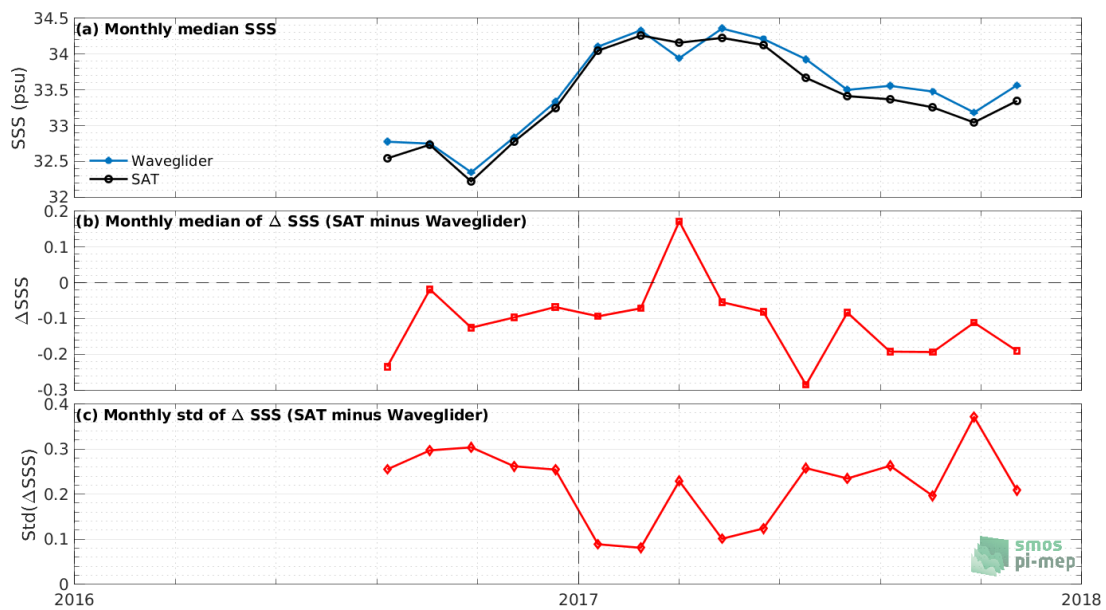 (a) Monthly median SSS
34.5
34
33.5
33
32.5
32
SSS (psu)
Waveglider
SAT
(b) Monthly median of Δ SSS (SAT minus Waveglider)
0.2
0.1
0
-0.1
-0.2
-0.3
ΔSSS
(c) Monthly std of Δ SSS (SAT minus Waveglider)
0.4
0.3
0.2
0.1
0
Std(ΔSSS)
2016
2017
2018
smos
pi-mep